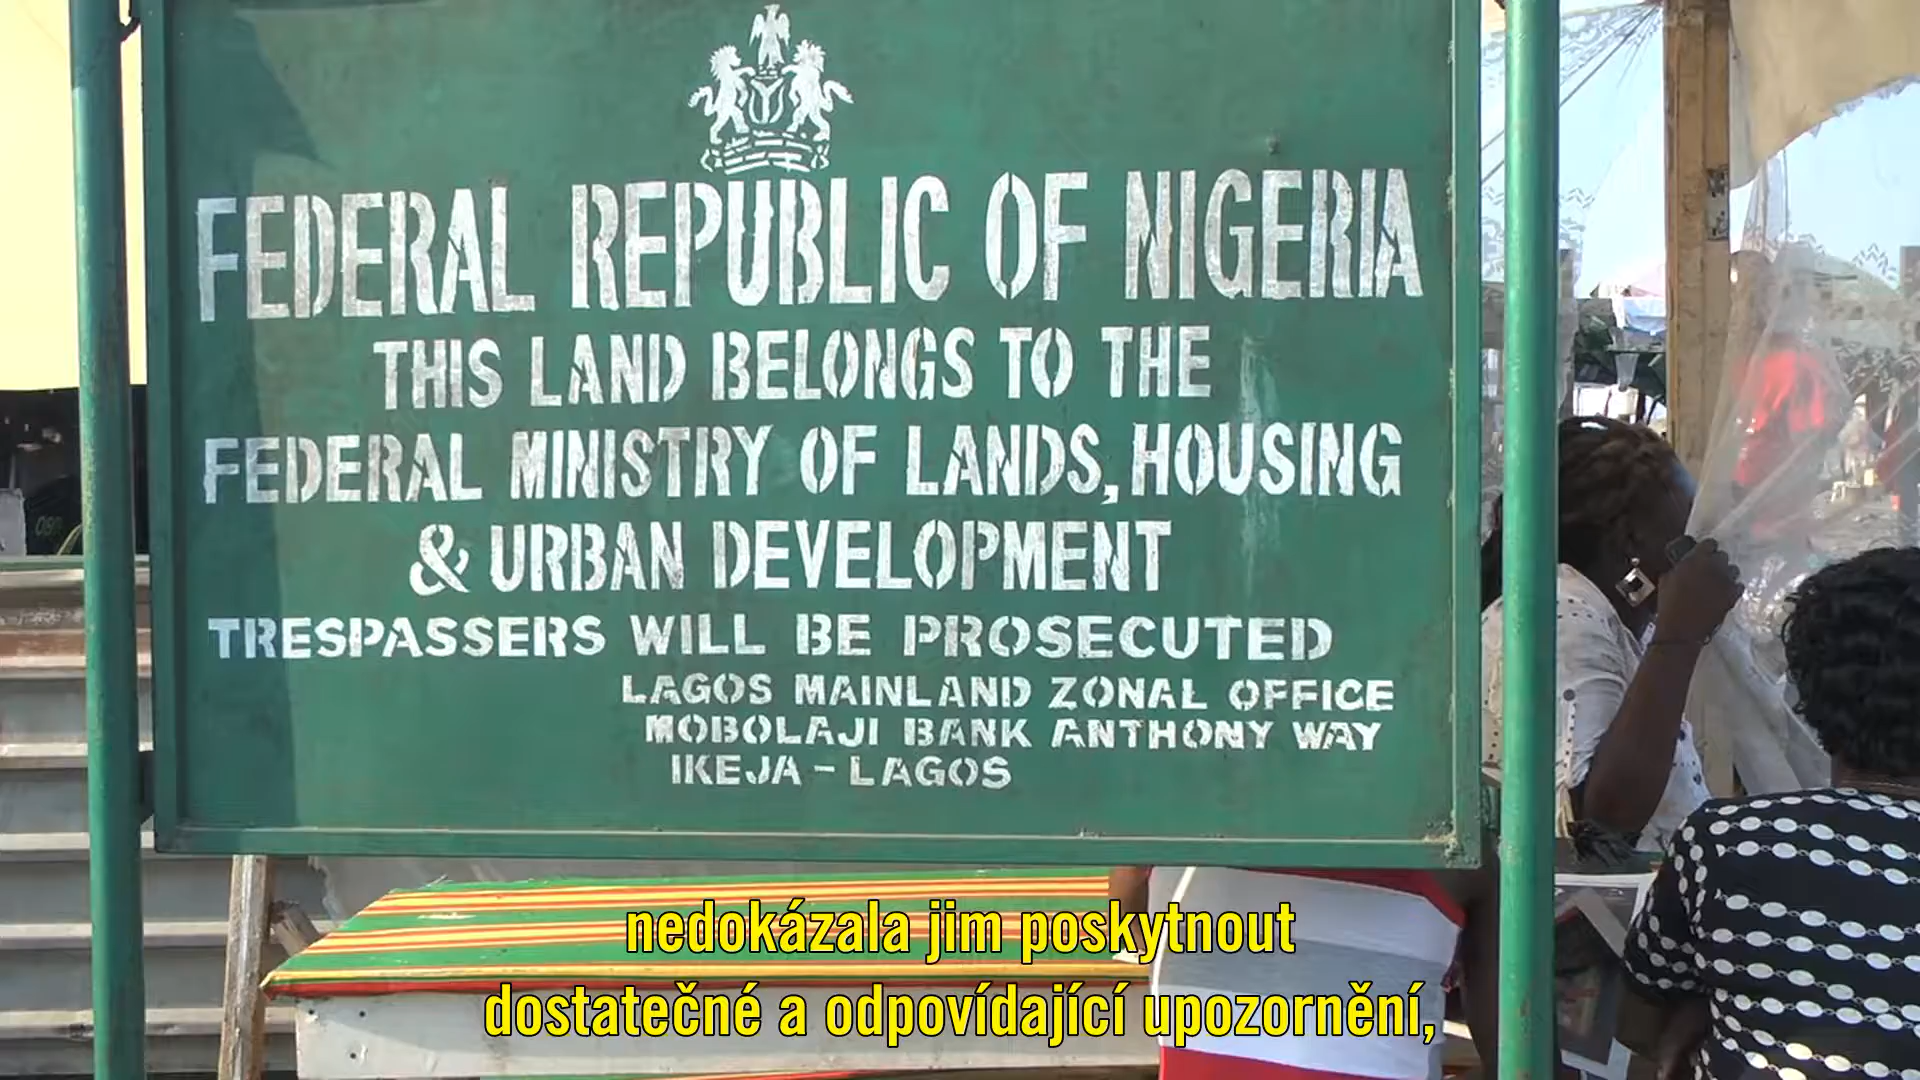 FEDERAL REPUBLIC OF NIGERIA
THIS LAND BELONGS TO THE
FEDERAL MINISTRY OF LANDS, HOUSING
& URBAN DEVELOPMENT
TRESPASSERS WILL BE PROSECUTED
LAGOS MAINLAND ZONAL OFFICE
MOBOLAJI BANK ANTHONY WAY
IKEJA - LAGOS
nedokázala jim poskytnout
dostatečné a odpovídající upozornění,